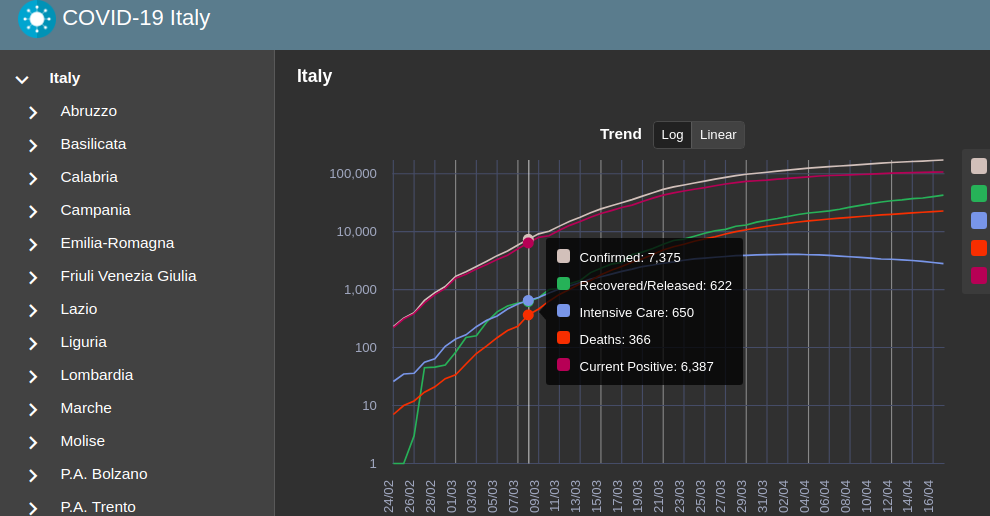 COVID-19 Italy
Italy
Abruzzo
Basilicata
Calabria
Campania
Emilia-Romagna
Friuli Venezia Giulia
Lazio
Liguria
Lombardia
Marche
Molise
P.A. Bolzano
P.A. Trento
Italy
Trend Log Linear
100,000
10,000
1,000
100
10
1
Confirmed: 7,375
Recovered/Released: 622
Intensive Care: 650
Deaths: 366
Current Positive: 6,387
24/02 26/02 28/02 01/03 03/03 05/03 07/03 09/03 11/03 13/03 15/03 17/03 19/03 21/03 23/03 25/03 27/03 29/03 31/03 02/04 04/04 06/04 08/04 10/04 12/04 14/04 16/04